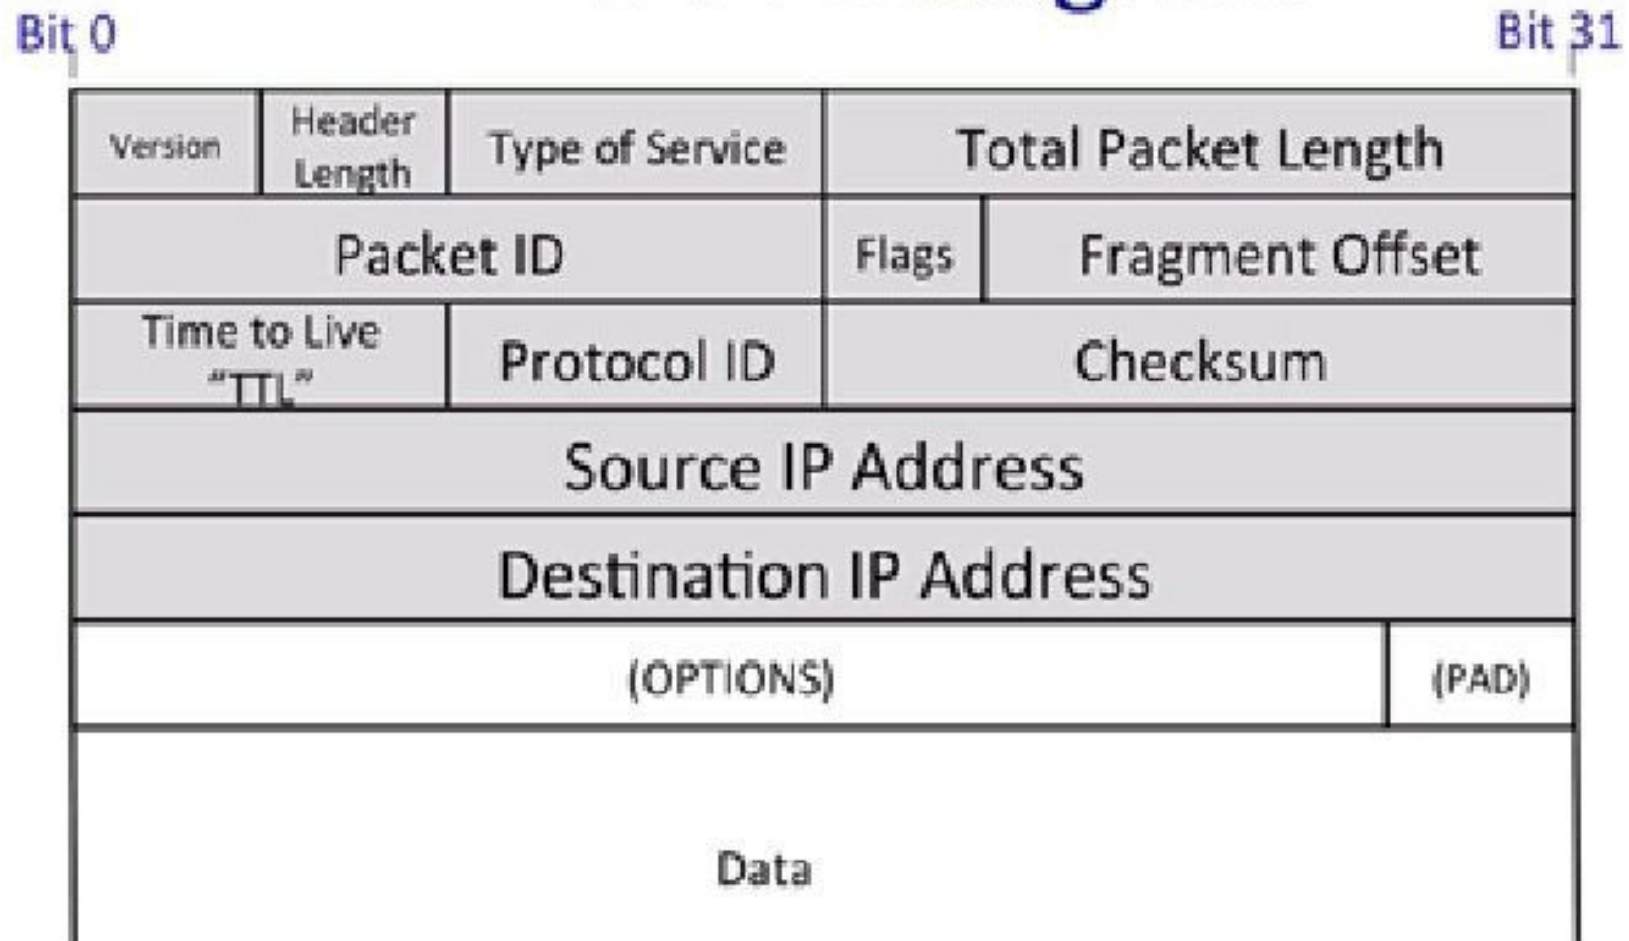 Bit 0
Bit 31
Version
Header
Length
Type of Service
Total Packet Length
Packet ID
Flags
Fragment Offset
Time to Live
“TTL”
Protocol ID
Checksum
Source IP Address
Destination IP Address
(OPTIONS)
(PAD)
Data